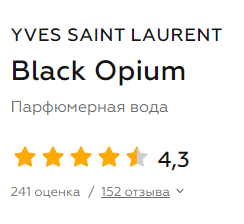 YVES SAINT LAURENT
Black Opium
Парфюмерная вода
4,3
241 оценка / 152 отзыва